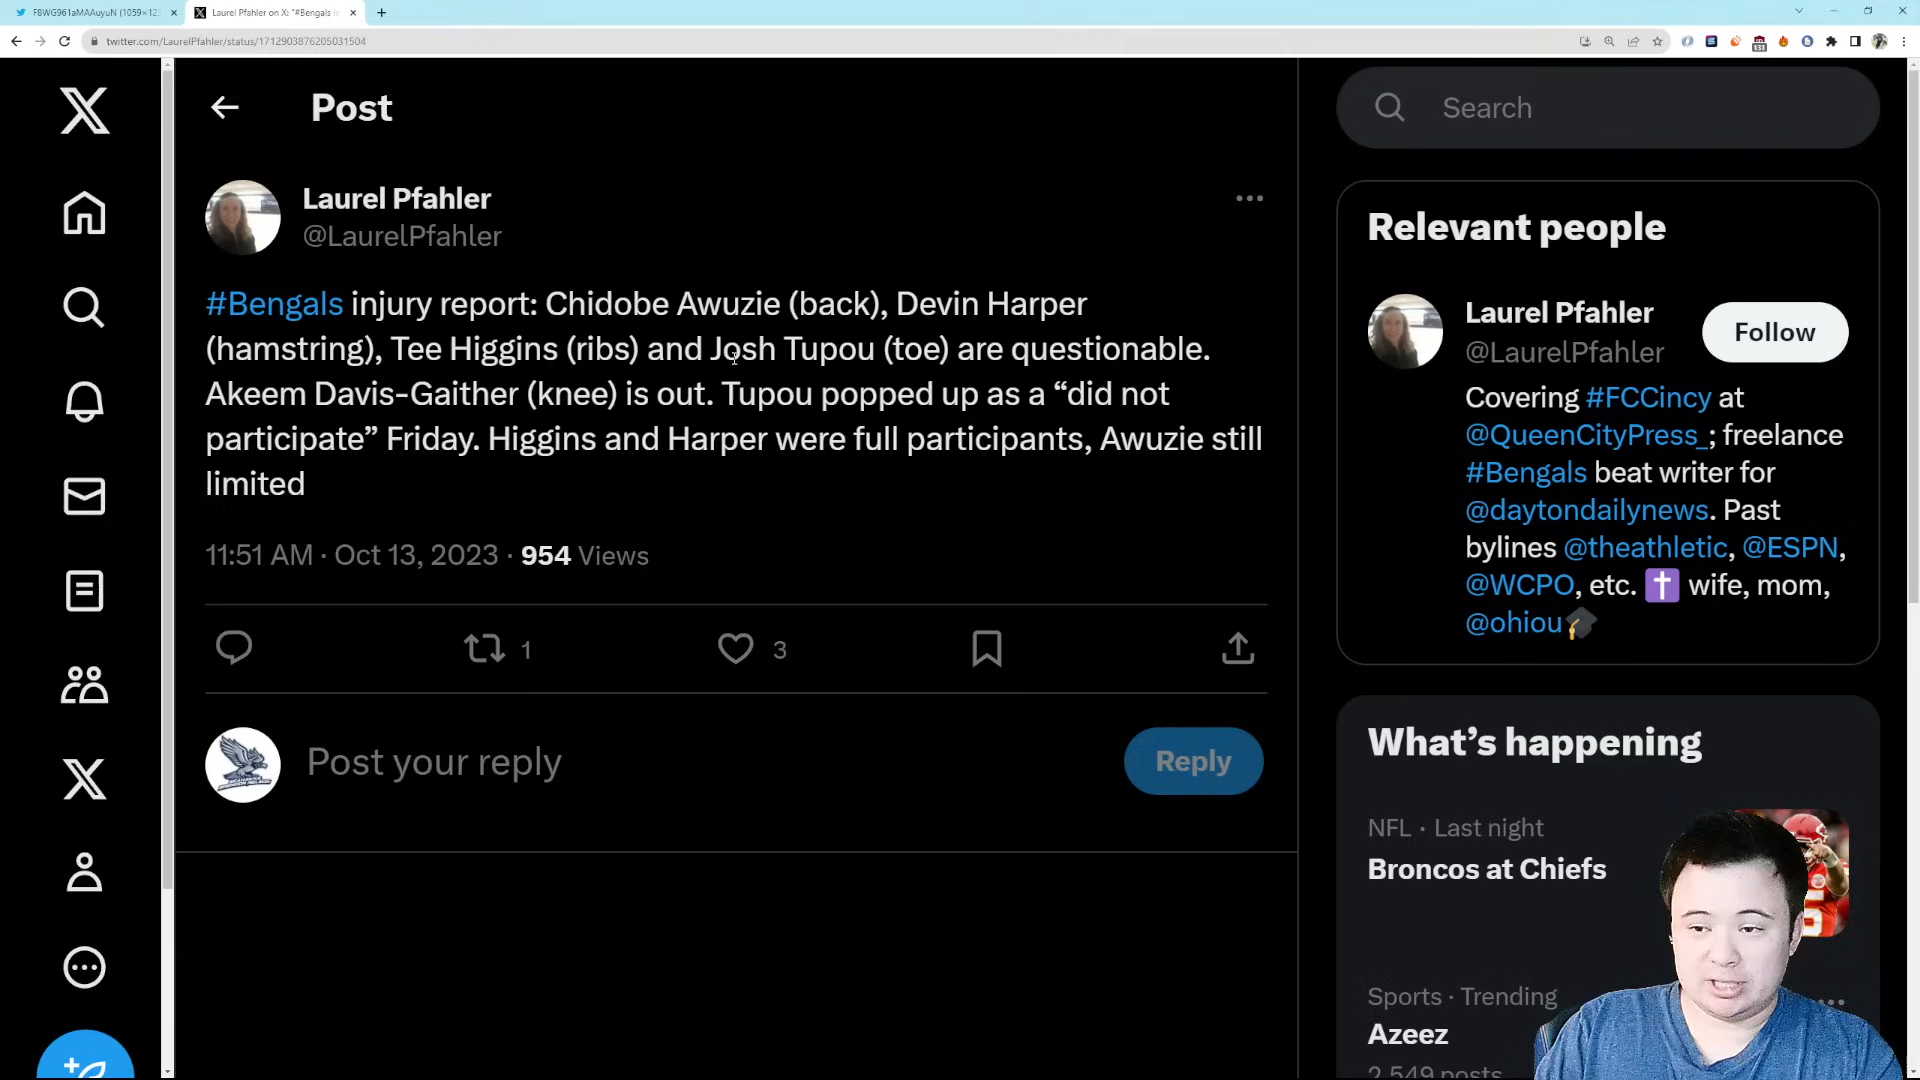 F8WG961aMAAuyuN (1059×12
Laurel Pfahler on X: "#Bengals in
twitter.com/LaurelPfahler/status/1712903876205031504
131
Post
Search
Laurel Pfahler
@LaurelPfahler
#Bengals injury report: Chidobe Awuzie (back), Devin Harper
(hamstring), Tee Higgins (ribs) and Josh Tupou (toe) are questionable.
Akeem Davis-Gaither (knee) is out. Tupou popped up as a “did not
participate” Friday. Higgins and Harper were full participants, Awuzie still
limited
11:51 AM · Oct 13, 2023 · 954 Views
1
3
Post your reply
Reply
Relevant people
Laurel Pfahler
Follow
@LaurelPfahler
Covering #FCCincy at
@QueenCityPress_; freelance
#Bengals beat writer for
@daytondailynews. Past
bylines @theathletic, @ESPN,
@WCPO, etc. ✝️ wife, mom,
@ohiou🎓
What’s happening
NFL · Last night
Broncos at Chiefs
Sports · Trending
Azeez
2,549 posts